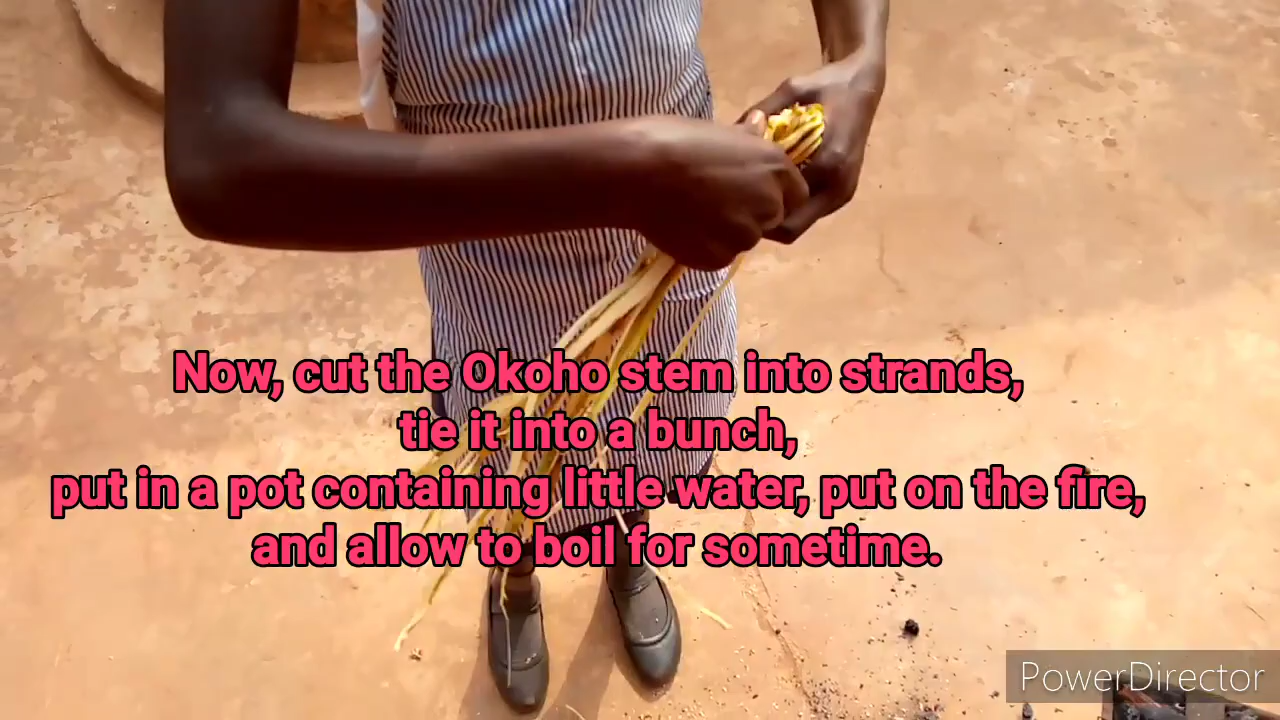 Now, cut the Okoho stem into strands,
tie it into a bunch,
put in a pot containing little water, put on the fire,
and allow to boil for sometime.
PowerDirector